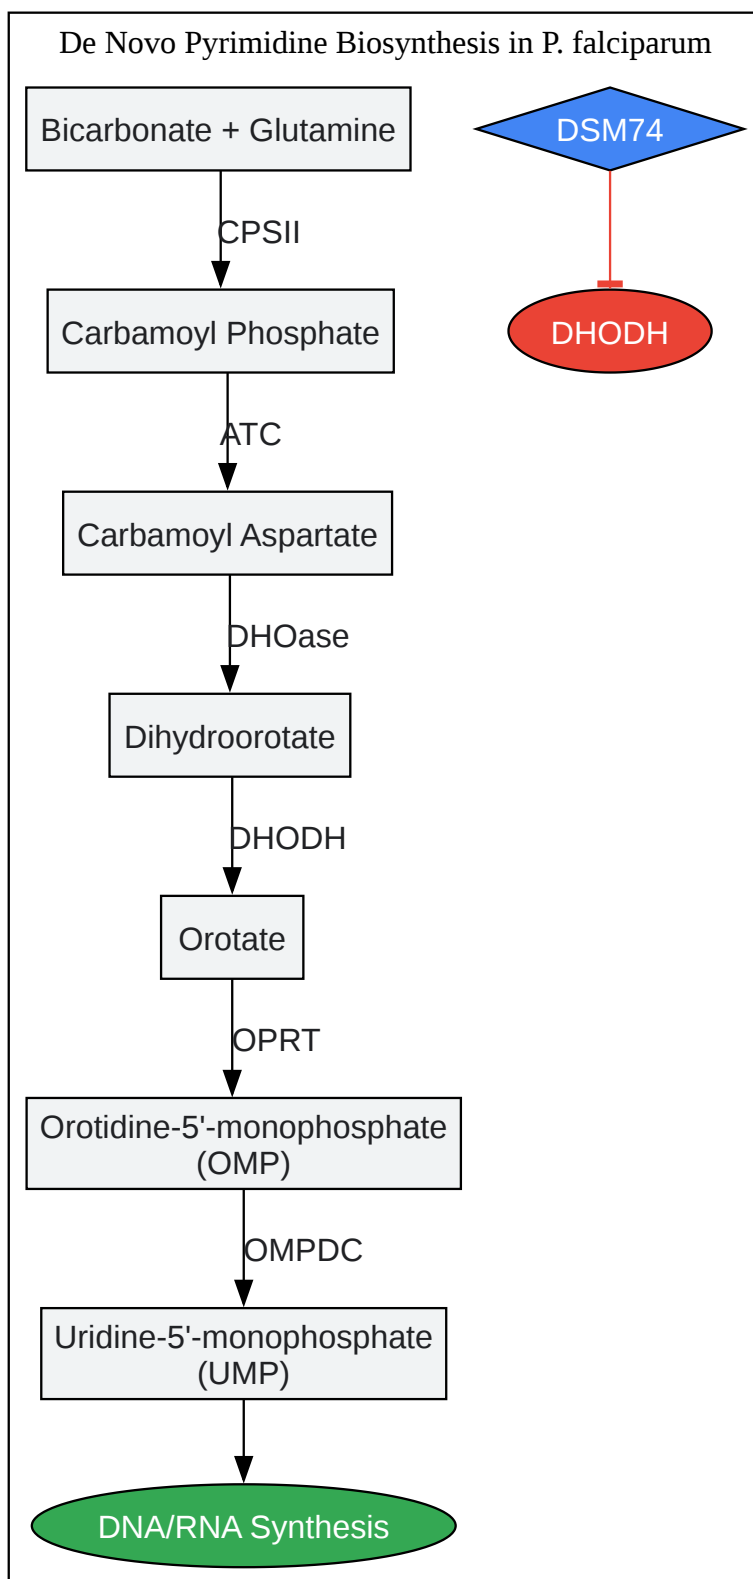 De Novo Pyrimidine Biosynthesis in P. falciparum
Bicarbonate + Glutamine
DSM74
CPSII
Carbamoyl Phosphate
DHODH
ATC
Carbamoyl Aspartate
DHOase
Dihydroorotate
DHODH
Orotate
OPRT
Orotidine-5'-monophosphate
(OMP)
OMPDC
Uridine-5'-monophosphate
(UMP)
DNA/RNA Synthesis